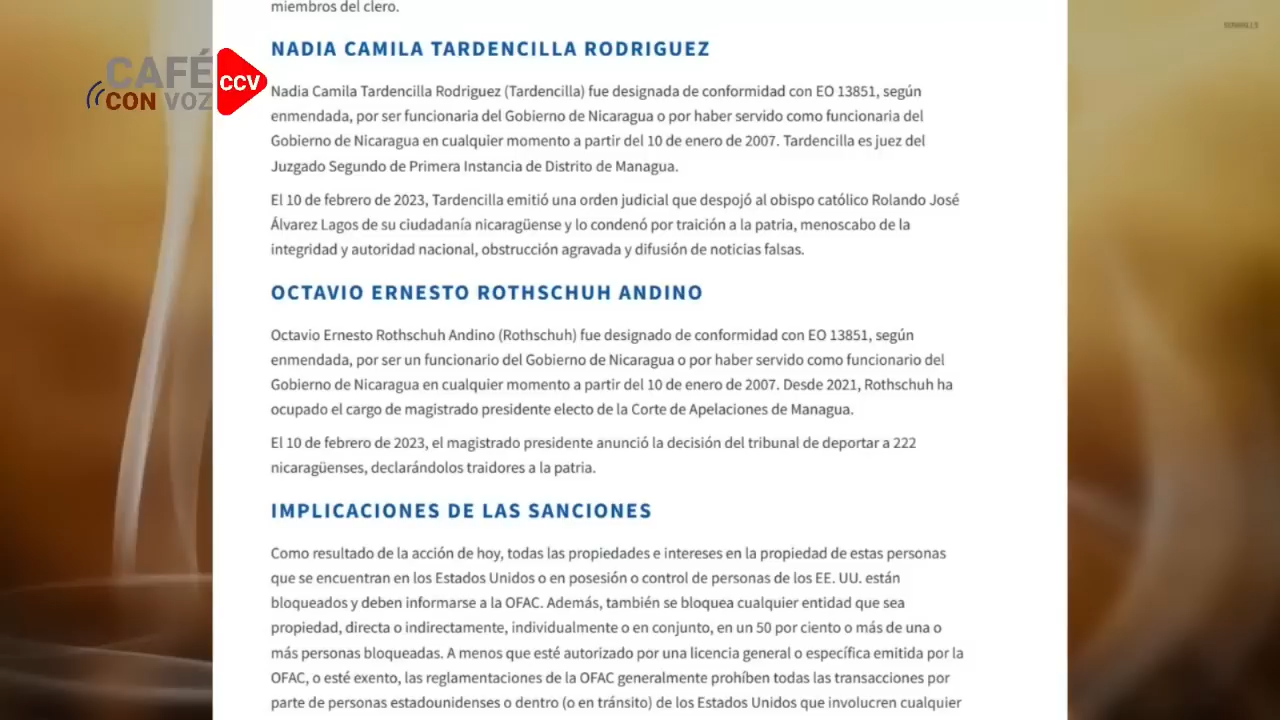 miembros del clero.
NADIA CAMILA TARDENCILLA RODRIGUEZ
CAFÉ
CON VOZ
CCV
Nadia Camila Tardencilla Rodriguez (Tardencilla) fue designada de conformidad con EO 13851, según
enmendada, por ser funcionaria del Gobierno de Nicaragua o por haber servido como funcionaria del
Gobierno de Nicaragua en cualquier momento a partir del 10 de enero de 2007. Tardencilla es juez del
Juzgado Segundo de Primera Instancia de Distrito de Managua.
El 10 de febrero de 2023, Tardencilla emitió una orden judicial que despojó al obispo católico Rolando José
Álvarez Lagos de su ciudadanía nicaragüense y lo condenó por traición a la patria, menoscabo de la
integridad y autoridad nacional, obstrucción agravada y difusión de noticias falsas.
OCTAVIO ERNESTO ROTHSCHUH ANDINO
Octavio Ernesto Rothschuh Andino (Rothschuh) fue designado de conformidad con EO 13851, según
enmendada, por ser un funcionario del Gobierno de Nicaragua o por haber servido como funcionario del
Gobierno de Nicaragua en cualquier momento a partir del 10 de enero de 2007. Desde 2021, Rothschuh ha
ocupado el cargo de magistrado presidente electo de la Corte de Apelaciones de Managua.
El 10 de febrero de 2023, el magistrado presidente anunció la decisión del tribunal de deportar a 222
nicaragüenses, declarándolos traidores a la patria.
IMPLICACIONES DE LAS SANCIONES
Como resultado de la acción de hoy, todas las propiedades e intereses en la propiedad de estas personas
que se encuentran en los Estados Unidos o en posesión o control de personas de los EE. UU. están
bloqueados y deben informarse a la OFAC. Además, también se bloquea cualquier entidad que sea
propiedad, directa o indirectamente, individualmente o en conjunto, en un 50 por ciento o más de una o
más personas bloqueadas. A menos que esté autorizado por una licencia general o específica emitida por la
OFAC, o esté exento, las reglamentaciones de la OFAC generalmente prohíben todas las transacciones por
parte de personas estadounidenses o dentro (o en tránsito) de los Estados Unidos que involucren cualquier